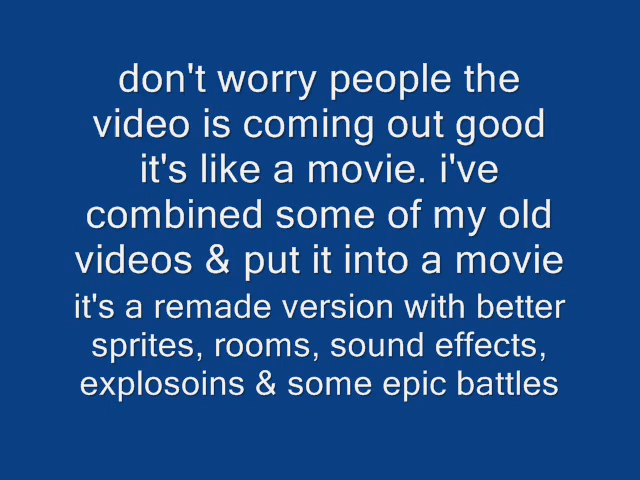 don't worry people the
video is coming out good
it's like a movie. i've
combined some of my old
videos & put it into a movie
it's a remade version with better
sprites, rooms, sound effects,
explosoins & some epic battles